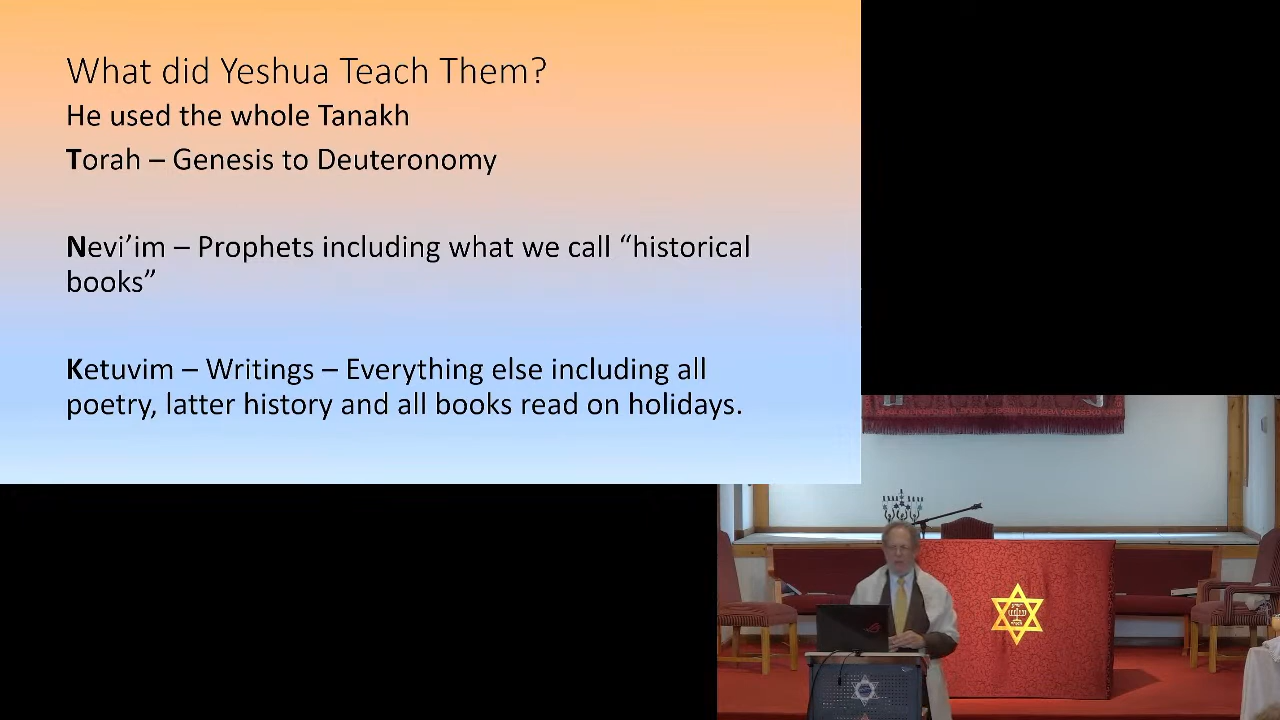 What did Yeshua Teach Them?
He used the whole Tanakh
Torah – Genesis to Deuteronomy
Nevi’im – Prophets including what we call “historical
books”
Ketuvim – Writings – Everything else including all
poetry, latter history and all books read on holidays.